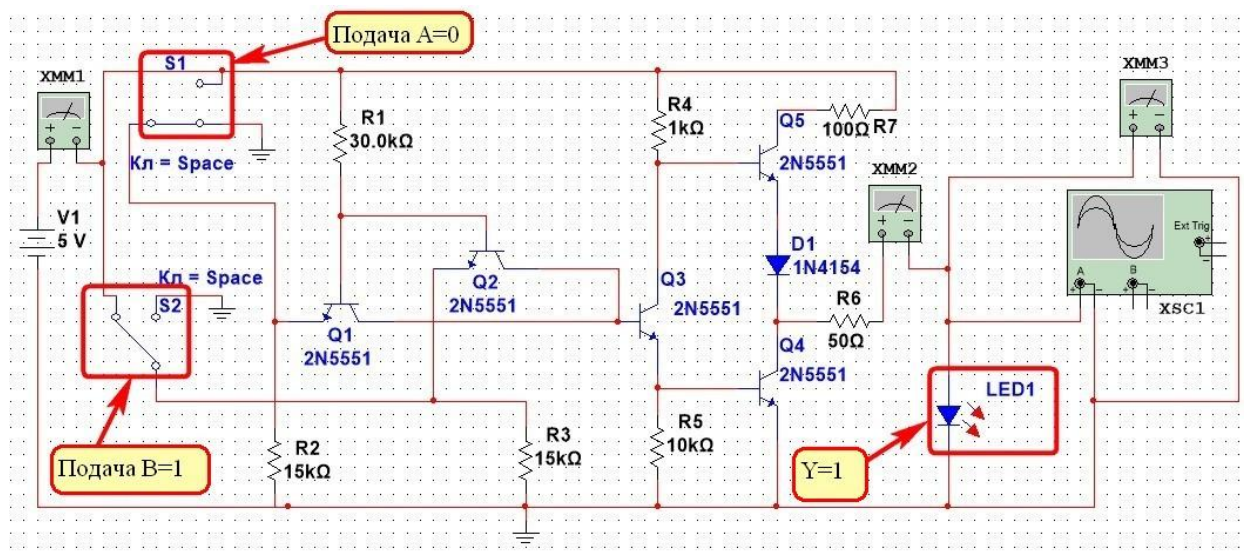 Подача A=0
XMM1
S1
Кл = Space
R1
30.0kΩ
R4
1kΩ
Q5
2N5551
100Ω
R7
XMM2
XMM3
Ext Trig
A
B
XSC1
V1
5 V
Кл = Space
S2
Q2
2N5551
Q1
2N5551
Q3
2N5551
D1
1N4154
R6
50Ω
Q4
2N5551
LED1
Подача B=1
R2
15kΩ
R3
15kΩ
R5
10kΩ
Y=1